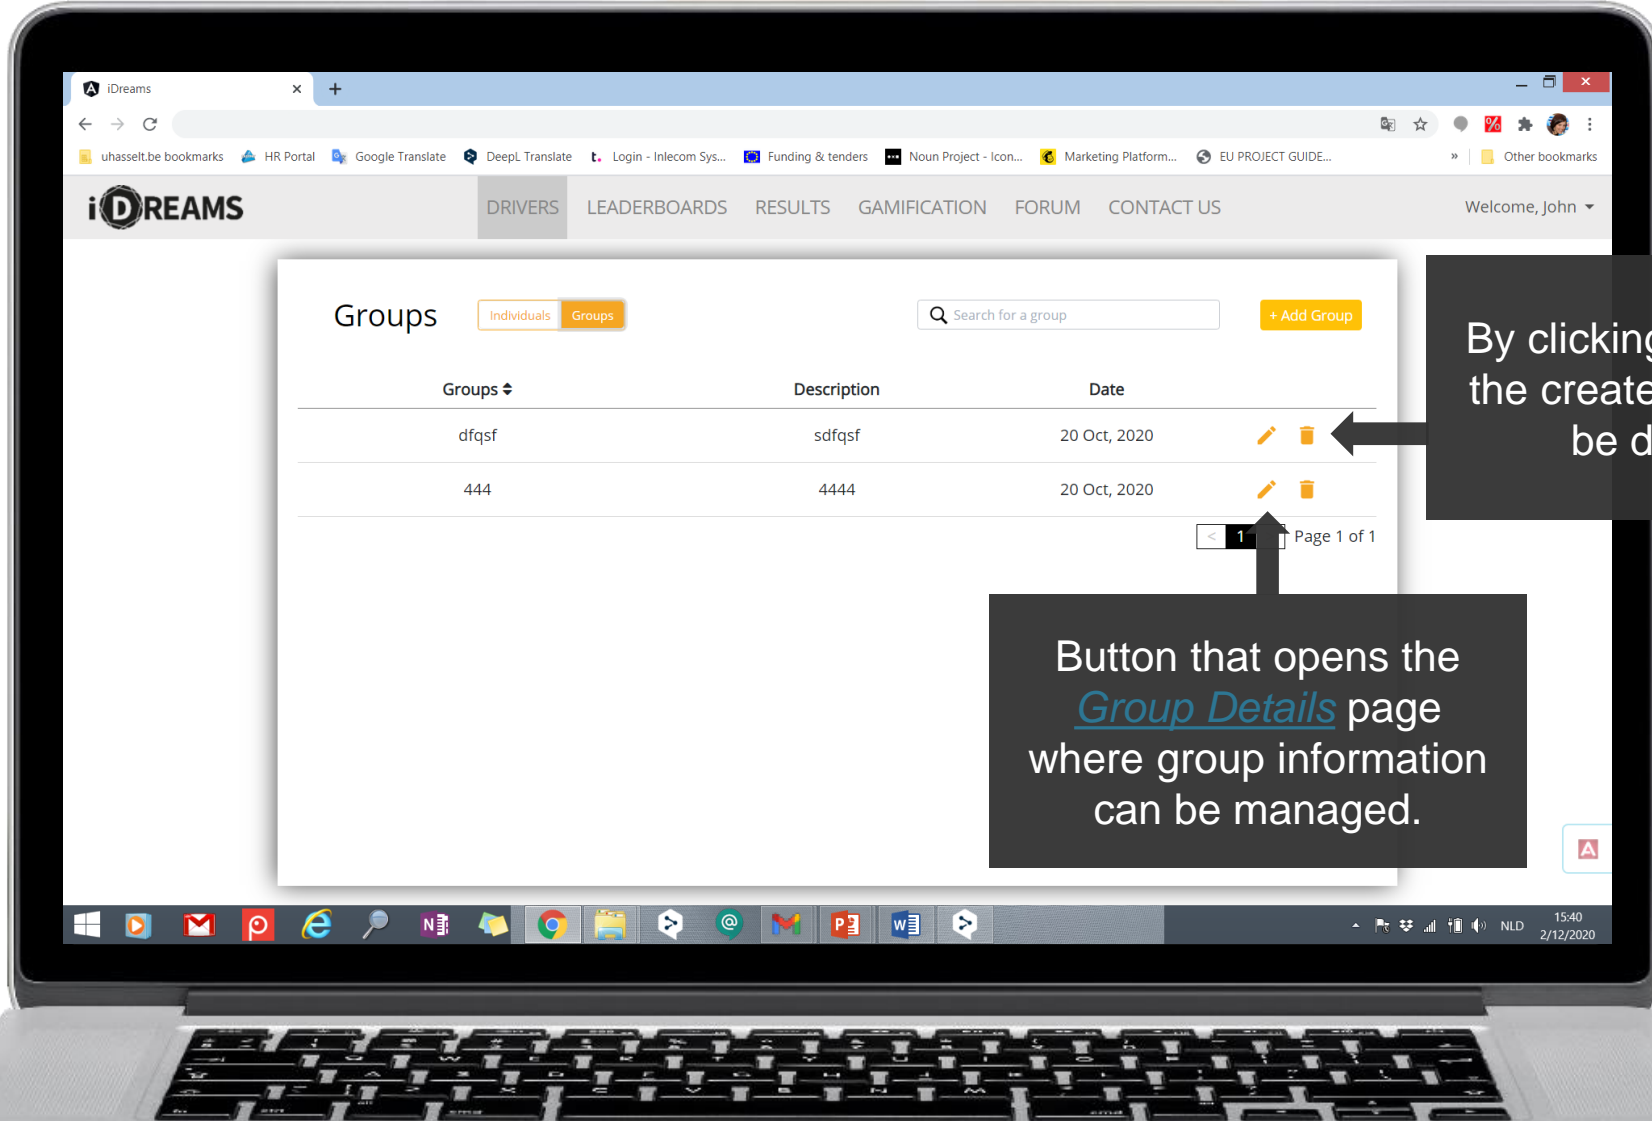 iDreams
uhasselt.be bookmarks HR Portal Google Translate DeepL Translate t. Login - Inlecom Sys... Funding & tenders Noun Project - Icon... Marketing Platform... EU PROJECT GUIDE... » Other bookmarks
iDREAMS DRIVERS LEADERBOARDS RESULTS GAMIFICATION FORUM CONTACT US Welcome, John
Groups Individuals Groups Search for a group + Add Group
Groups Description Date
dfqsf sdfqsf 20 Oct, 2020
444 4444 20 Oct, 2020
< 1 Page 1 of 1
By clicking
the create
be d
Button that opens the
Group Details page
where group information
can be managed.
NLD 15:40
2/12/2020